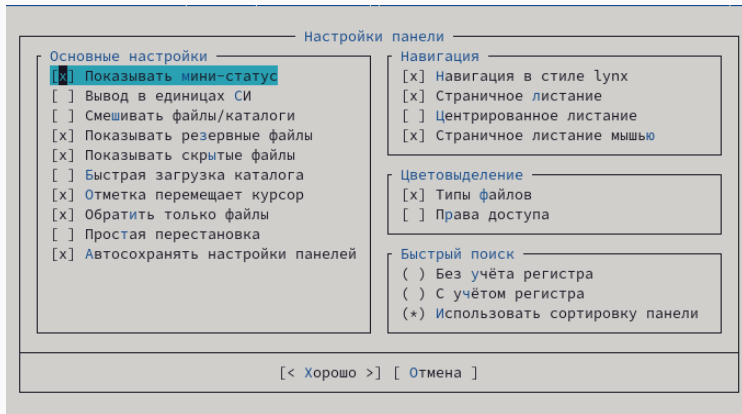 Настройки панели
Основные настройки
[x] Показывать мини-статус
[ ] Вывод в единицах СИ
[ ] Смешивать файлы/каталоги
[x] Показывать резервные файлы
[x] Показывать скрытые файлы
[ ] Быстрая загрузка каталога
[x] Отметка перемещает курсор
[x] Обратить только файлы
[ ] Простая перестановка
[x] Автосохранять настройки панелей
Навигация
[x] Навигация в стиле lynx
[x] Страничное листание
[ ] Центрированное листание
[x] Страничное листание мышью
Цветовыделение
[x] Типы файлов
[ ] Права доступа
Быстрый поиск
( ) Без учёта регистра
( ) С учётом регистра
(*) Использовать сортировку панели
[< Хорошо >] [ Отмена ]